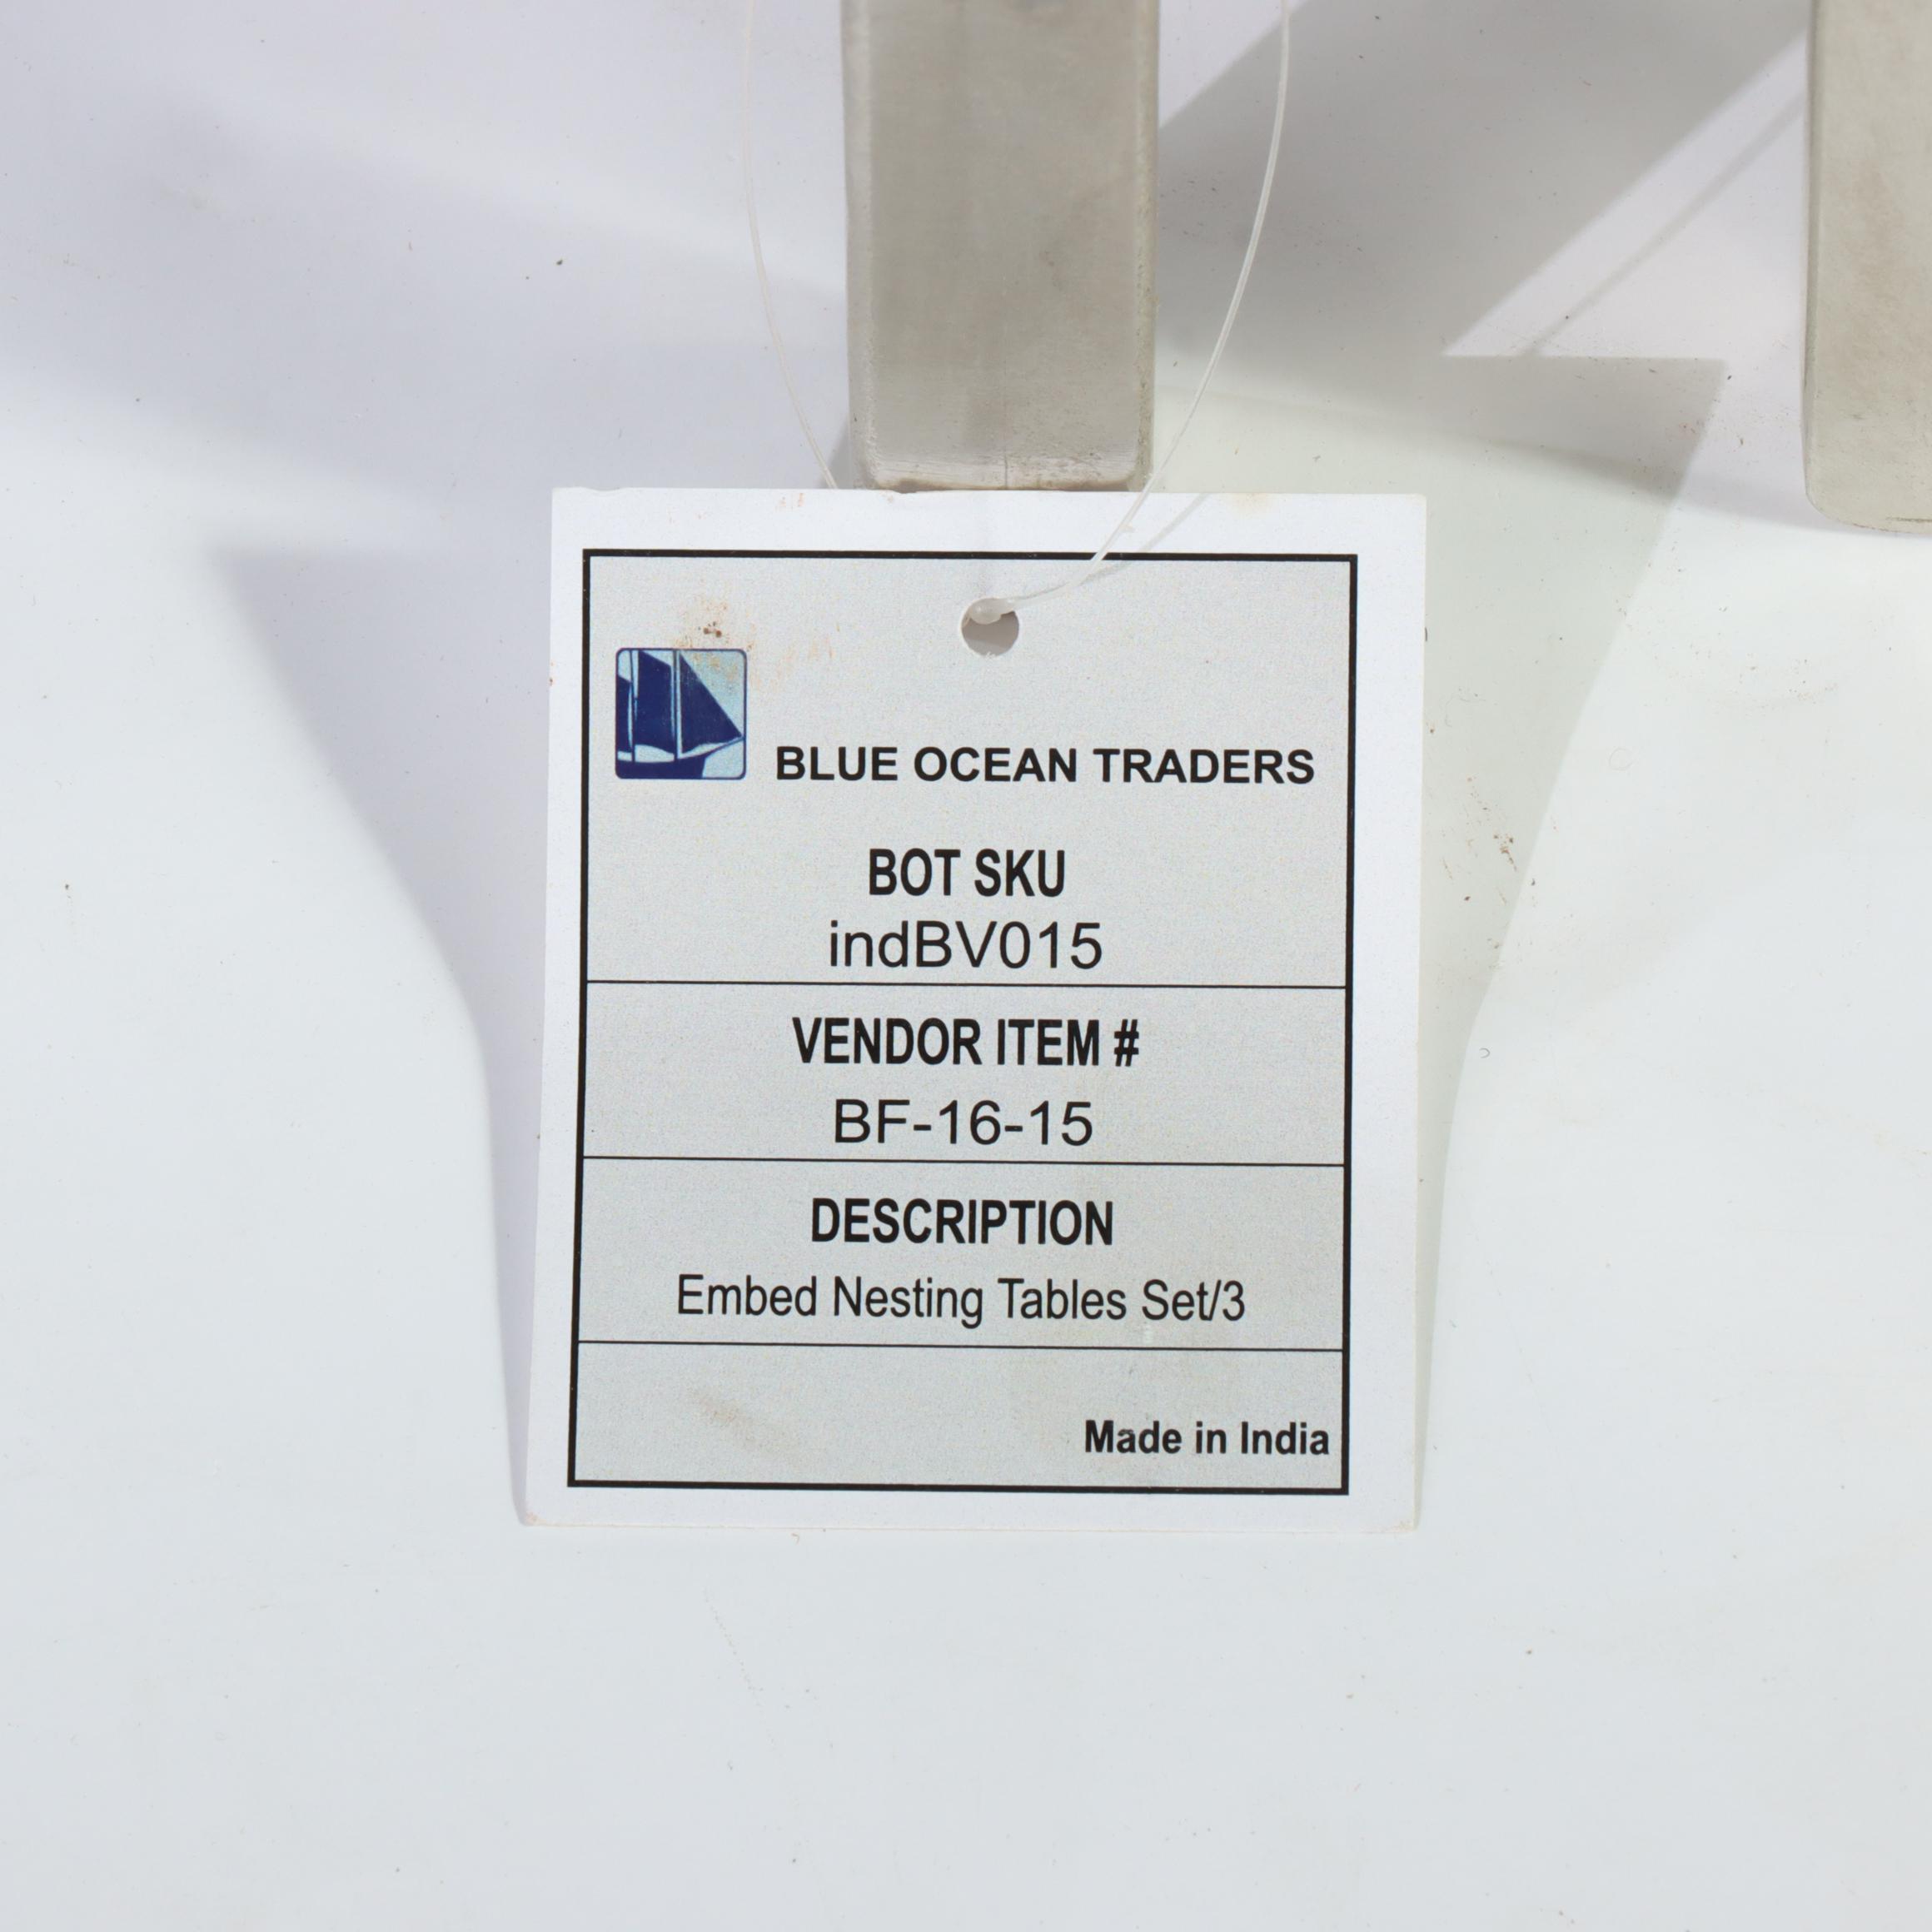 BLUE OCEAN TRADERS
BOT SKU
indBV015
VENDOR ITEM #
BF-16-15
DESCRIPTION
Embed Nesting Tables Set/3
Made in India